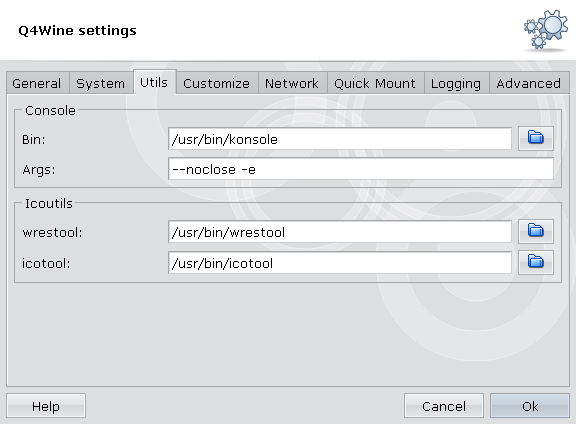 Q4Wine settings
General System Utils Customize Network Quick Mount Logging Advanced
Console
Bin: /usr/bin/konsole
Args: --noclose -e
Icoutils
wrestool: /usr/bin/wrestool
icotool: /usr/bin/icotool
Help Cancel Ok